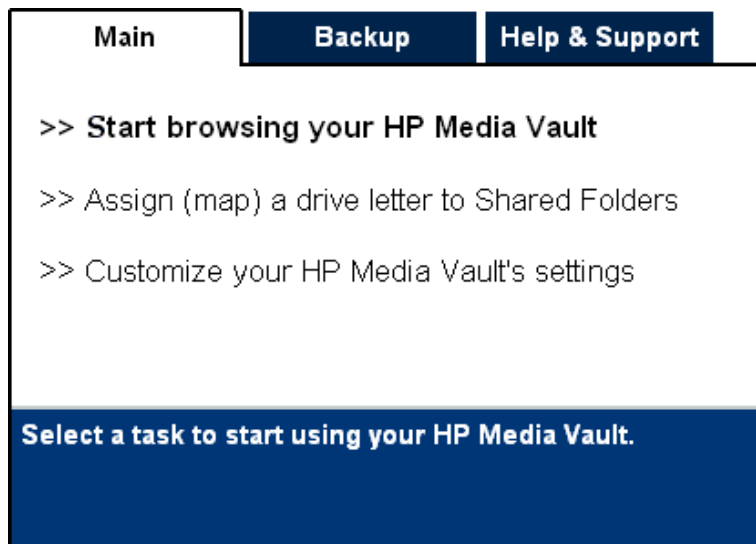 Main Backup Help & Support
>> Start browsing your HP Media Vault
>> Assign (map) a drive letter to Shared Folders
>> Customize your HP Media Vault's settings
Select a task to start using your HP Media Vault.